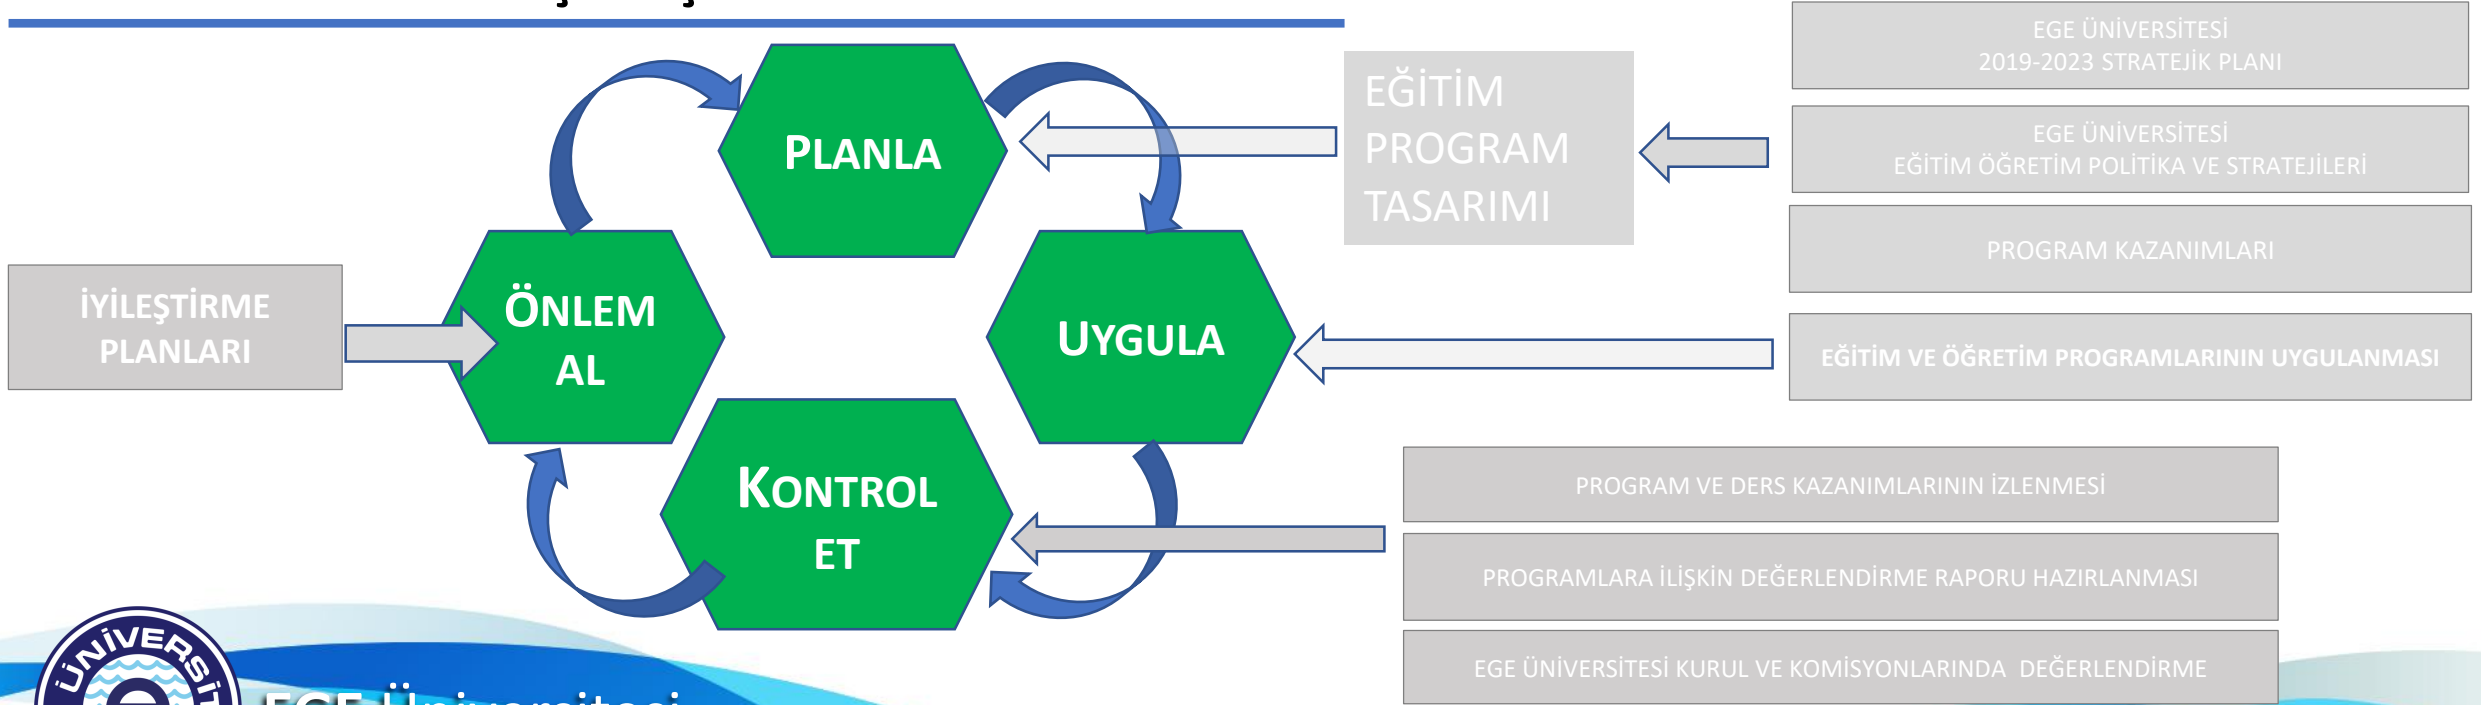 EGE ÜNİVERSİTESİ
2019-2023 STRATEJİK PLANI
EĞİTİM
PROGRAM
TASARIMI
EGE ÜNİVERSİTESİ
EĞİTİM ÖĞRETİM POLİTİKA VE STRATEJİLERİ
PLANLA
PROGRAM KAZANIMLARI
İYİLEŞTİRME
PLANLARI
ÖNLEM
AL
UYGULA
EĞİTİM VE ÖĞRETİM PROGRAMLARININ UYGULANMASI
KONTROL
ET
PROGRAM VE DERS KAZANIMLARININ İZLENMESİ
PROGRAMLARA İLİŞKİN DEĞERLENDİRME RAPORU HAZIRLANMASI
EGE ÜNİVERSİTESİ KURUL VE KOMİSYONLARINDA  DEĞERLENDİRME
EGE Üniversitesi